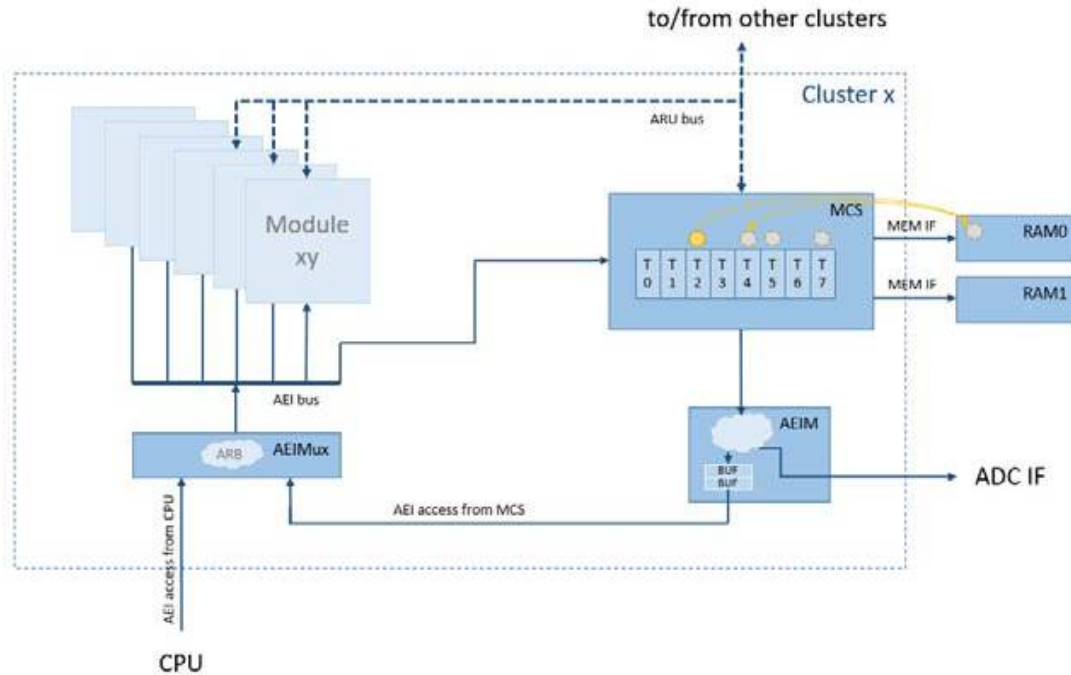 to/from other clusters
Cluster x
ARU bus
Module
xy
MCS
T T T T T T T T
0 1 2 3 4 5 6 7
MEM IF
RAM0
MEM IF
RAM1
AEI bus
AEIMux
ARB
AEIM
BUF
BUF
ADC IF
AEI access from MCS
AEI access from CPU
CPU